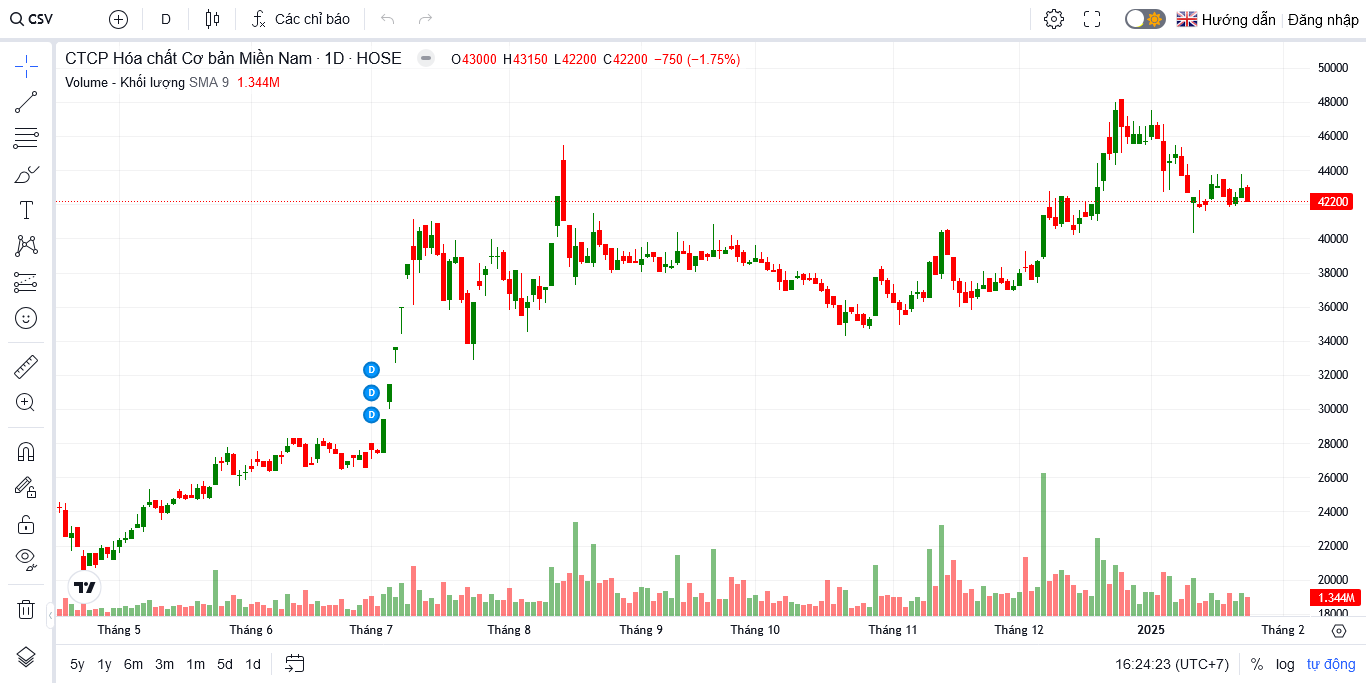 CSV D Các chỉ báo Hướng dẫn Đăng nhập
CTCP Hóa chất Cơ bản Miền Nam · 1D · HOSE O43000 H43150 L42200 C42200 −750 (−1.75%)
Volume - Khối lượng SMA 9 1.344M
50000
48000
46000
44000
42200
40000
38000
36000
34000
32000
30000
28000
26000
24000
22000
20000
1.344M
18000
D
D
D
Tháng 5 Tháng 6 Tháng 7 Tháng 8 Tháng 9 Tháng 10 Tháng 11 Tháng 12 2025 Tháng 2
5y 1y 6m 3m 1m 5d 1d 16:24:23 (UTC+7) % log tự động